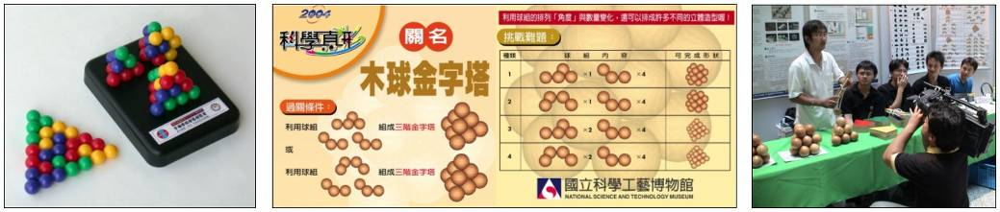 2004
科學真形
關名
木球金字塔
過關條件：
利用球組
組成三階金字塔
或
利用球組
組成三階金字塔
利用球組的排列「角度」與數量變化，還可以排成許多不同的立體造型喔！
挑戰難題：
種類 球組內容 可完成形狀
1 ×1 ×4
2 ×1 ×4
3 ×2 ×4
4 ×2 ×4
國立科學工藝博物館
NATIONAL SCIENCE AND TECHNOLOGY MUSEUM